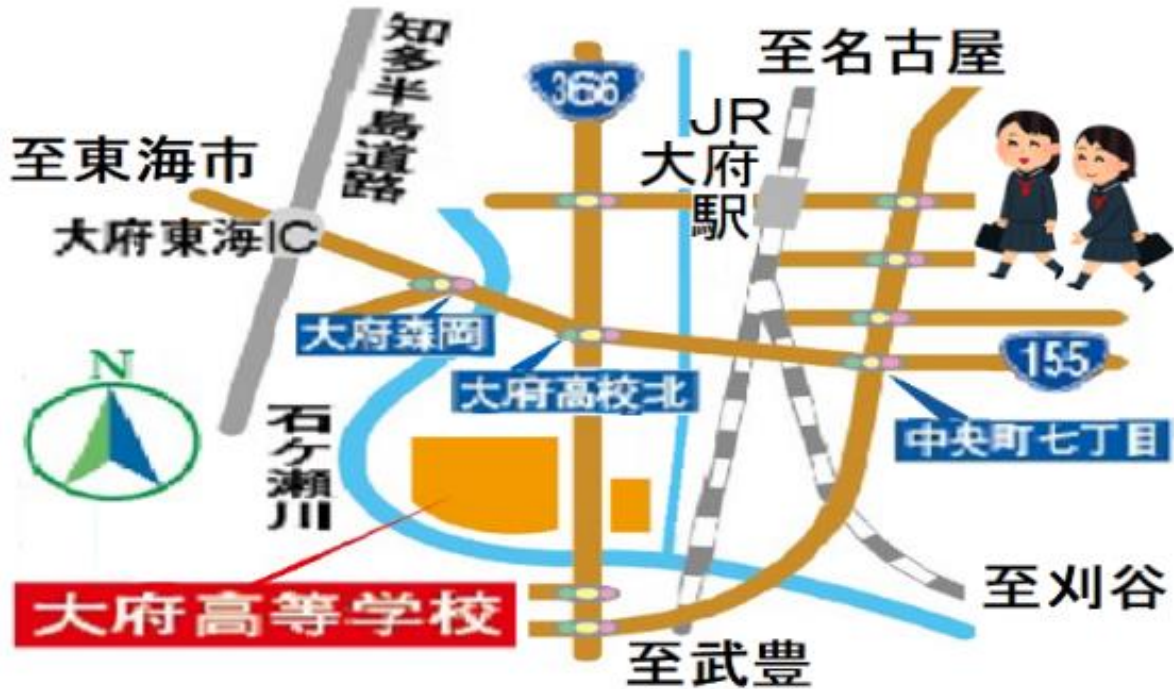 知多半島道路
366
至名古屋
JR
大府
駅
至東海市
大府東海IC
大府森岡
大府高校北
155
中央町七丁目
N
石ケ瀬川
大府高等学校
至刈谷
至武豊